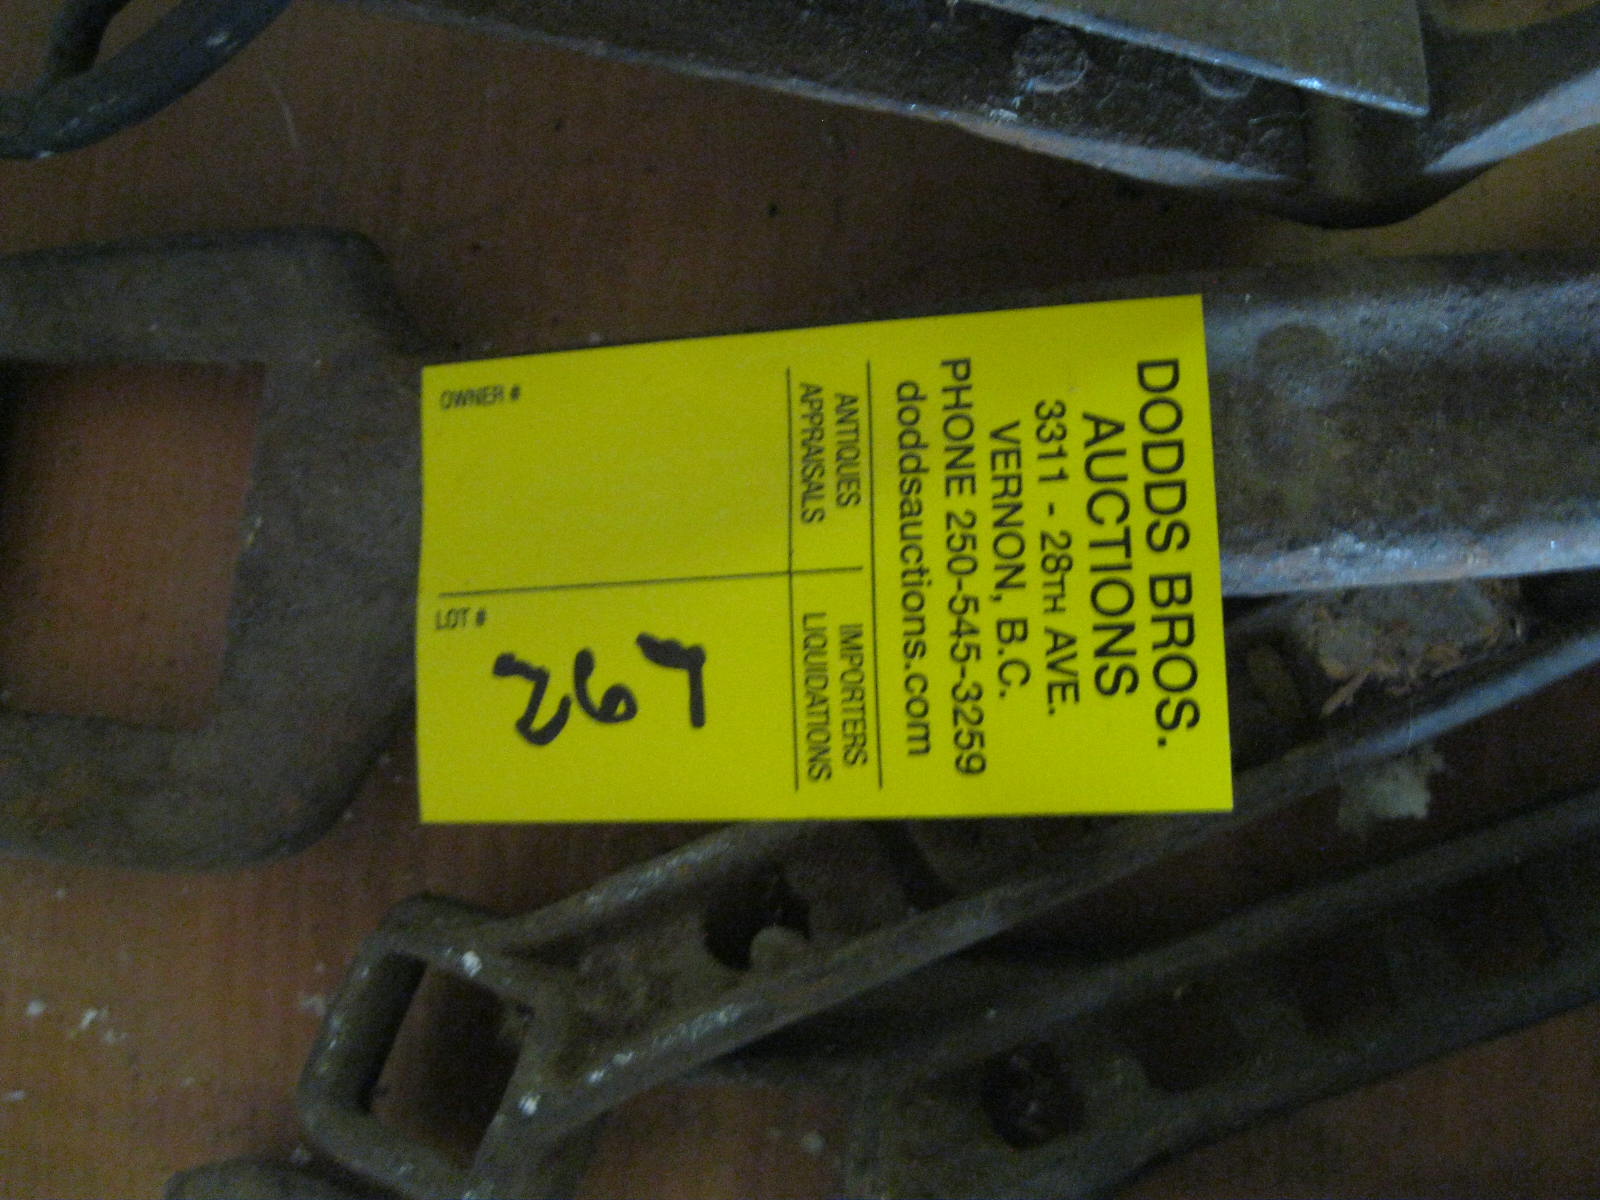 DODDS BROS.
AUCTIONS
3311 - 28TH AVE.
VERNON, B.C.
PHONE 250-545-3259
doddsauctions.com
ANTIQUES IMPORTERS
APPRAISALS LIQUIDATIONS
OWNER # LOT #
267